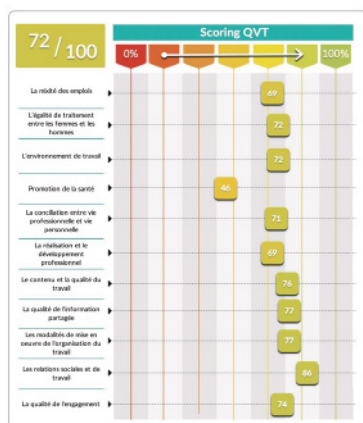 72/100
Scoring QVT
0%
100%
La mixité des emplois
69
L'égalité de traitement
entre les femmes et les
hommes
72
L'environnement de travail
72
Promotion de la santé
46
La conciliation entre vie
professionnelle et vie
personnelle
71
La réalisation et le
développement
professionnel
69
Le contenu et la qualité du
travail
76
La qualité de l'information
partagée
77
Les modalités de mise en
oeuvre de l'organisation du
travail
77
Les relations sociales et de
travail
86
La qualité de l'engagement
74